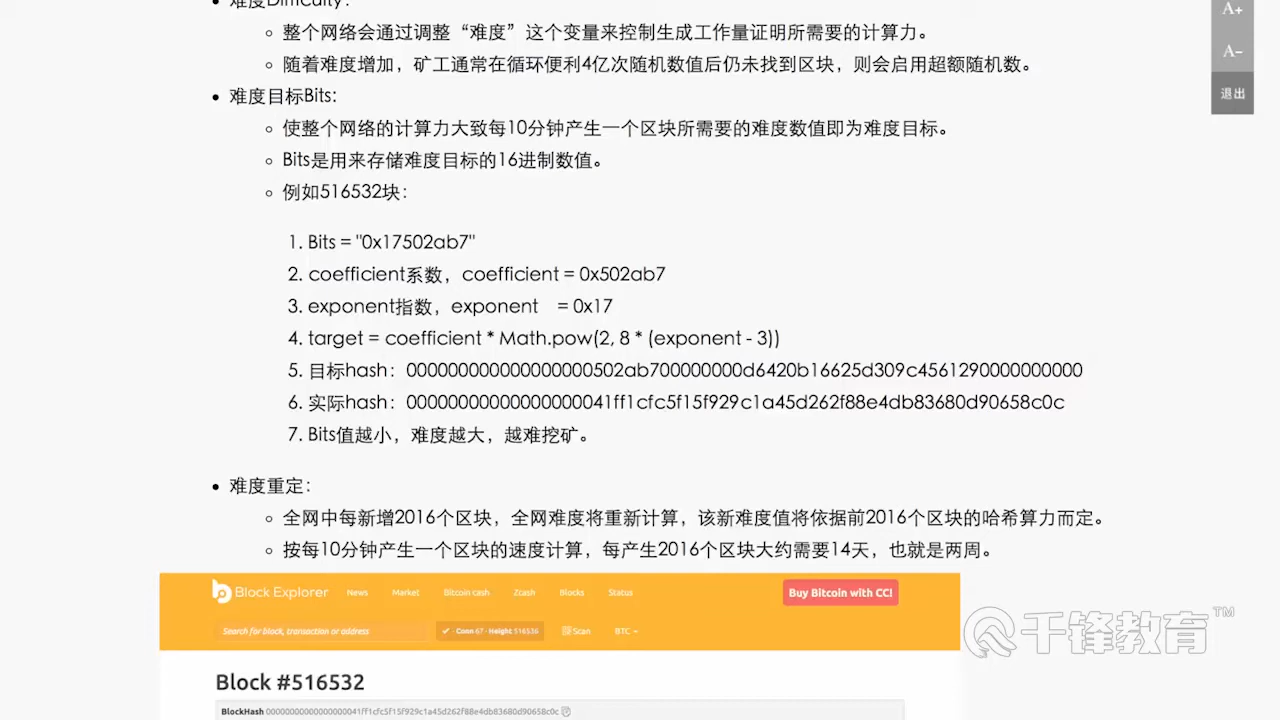 难度Difficulty:
整个网络会通过调整“难度”这个变量来控制生成工作量证明所需要的计算力。
随着难度增加，矿工通常在循环便利4亿次随机数值后仍未找到区块，则会启用超额随机数。
难度目标Bits:
使整个网络的计算力大致每10分钟产生一个区块所需要的难度数值即为难度目标。
Bits是用来存储难度目标的16进制数值。
例如516532块：
1. Bits = "0x17502ab7"
2. coefficient系数，coefficient = 0x502ab7
3. exponent指数，exponent = 0x17
4. target = coefficient * Math.pow(2, 8 * (exponent - 3))
5. 目标hash：000000000000000000502ab700000000d6420b16625d309c4561290000000000
6. 实际hash：00000000000000000041ff1cfc5f15f929c1a45d262f88e4db83680d90658c0c
7. Bits值越小，难度越大，越难挖矿。
难度重定：
全网中每新增2016个区块，全网难度将重新计算，该新难度值将依据前2016个区块的哈希算力而定。
按每10分钟产生一个区块的速度计算，每产生2016个区块大约需要14天，也就是两周。
A+
A-
退出
Block Explorer News Market Bitcoin cash Zcash Blocks Status Buy Bitcoin with CC!
Search for block, transaction or address ✔ · Conn 67 · Height 516536 Scan BTC
千锋教育™
Block #516532
BlockHash 00000000000000000041ff1cfc5f15f929c1a45d262f88e4db83680d90658c0c